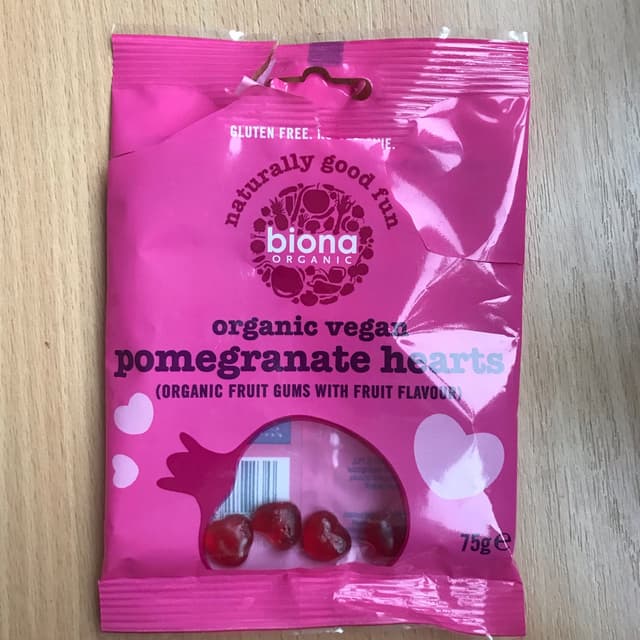 GLUTEN FREE.
naturally good fun
biona
ORGANIC
organic vegan
pomegranate hearts
(ORGANIC FRUIT GUMS WITH FRUIT FLAVOUR)
75g e